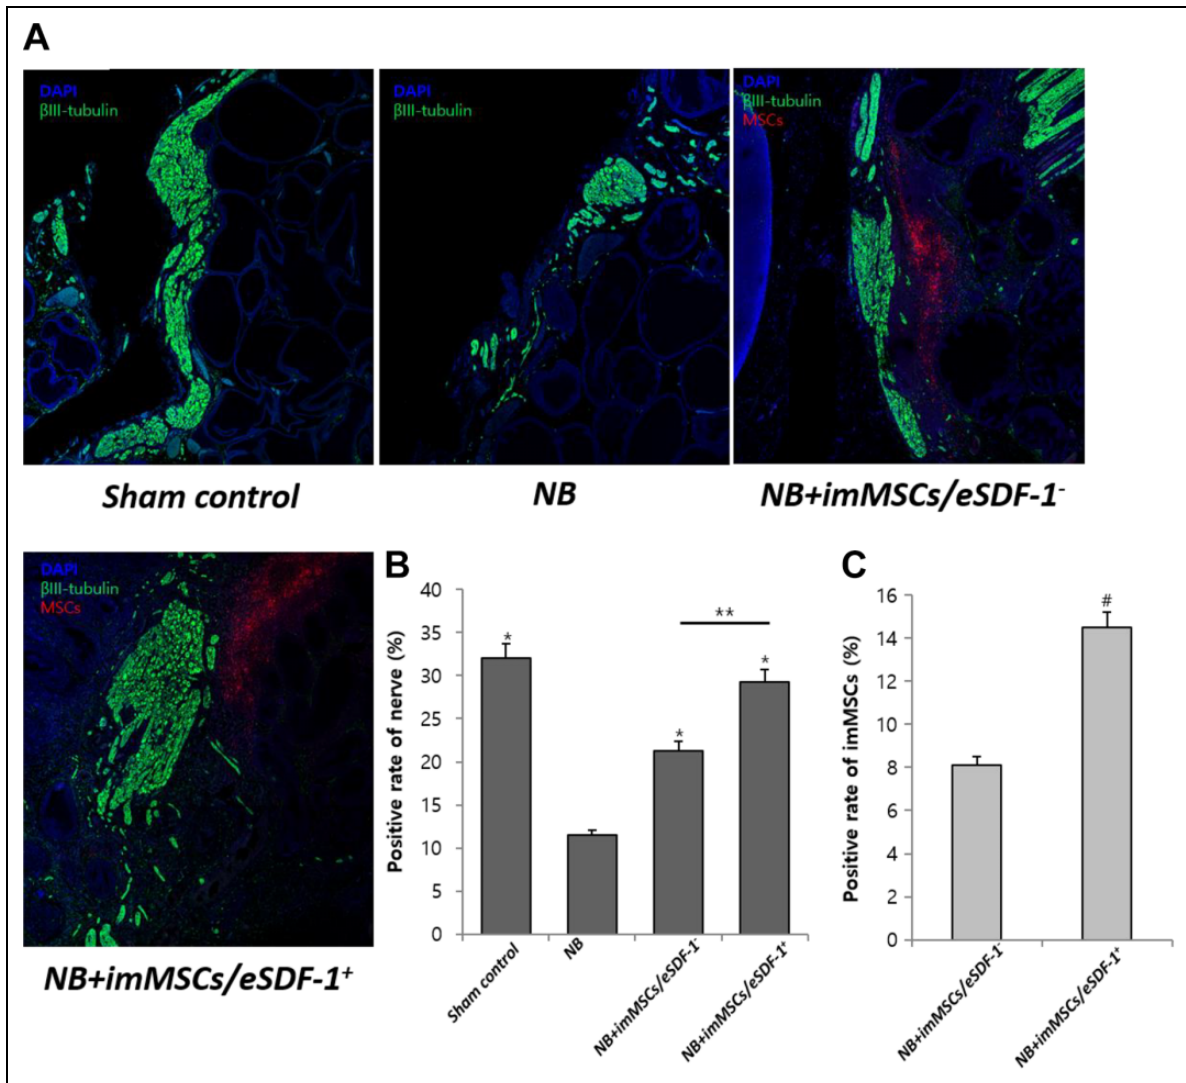 A
DAPI
βIII-tubulin
DAPI
βIII-tubulin
DAPI
βIII-tubulin
MSCs
Sham control
NB
NB+imMSCs/eSDF-1⁻
DAPI
βIII-tubulin
MSCs
NB+imMSCs/eSDF-1⁺
B
Positive rate of nerve (%)
40
35
30
25
20
15
10
5
0
*
*
**
*
Sham control
NB
NB+imMSCs/eSDF-1⁻
NB+imMSCs/eSDF-1⁺
C
Positive rate of imMSCs (%)
16
14
12
10
8
6
4
2
0
#
NB+imMSCs/eSDF-1⁻
NB+imMSCs/eSDF-1⁺